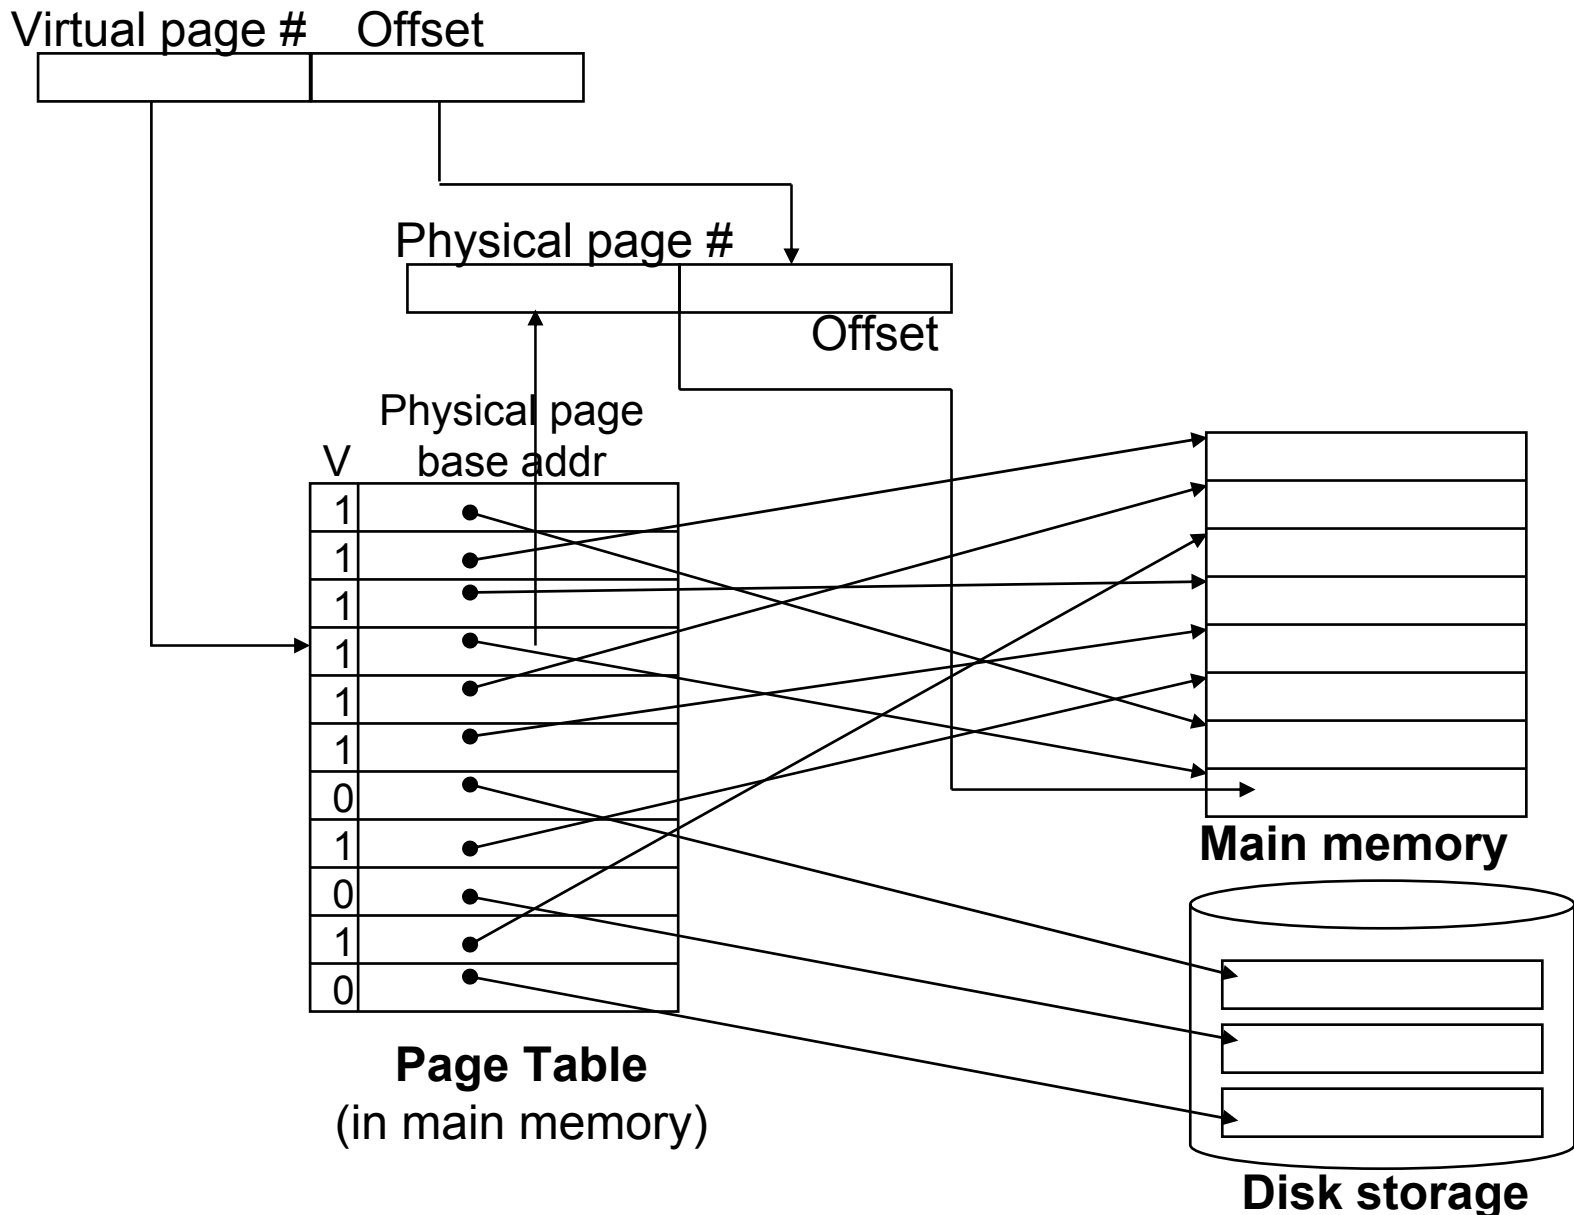 Virtual page # Offset
Physical page #
Offset
Physical page
V base addr
1
1
1
1
1
1
0
1
0
1
0
Main memory
Page Table
(in main memory)
Disk storage